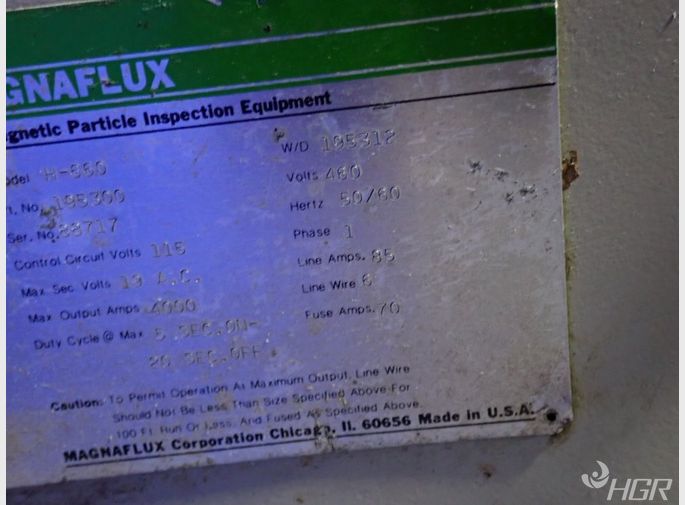 GNAFLUX
gnetic Particle Inspection Equipment
odel H-660 W/D 195312
t. No. 195300 Volts 460
Ser. No. 88717 Hertz 50/60
Control Circuit Volts 115 Phase 1
Max Sec Volts 19 A.C. Line Amps. 85
Max Output Amps 4000 Line Wire 6
Duty Cycle @ Max 5 SEC.ON- Fuse Amps. 70
20 SEC.OFF
Caution: To Permit Operation At Maximum Output, Line Wire
Should Not Be Less Than Size Specified Above For
100 Ft. Run Or Less, And Fused As Specified Above.
MAGNAFLUX Corporation Chicago, Il. 60656 Made in U.S.A.
HGR